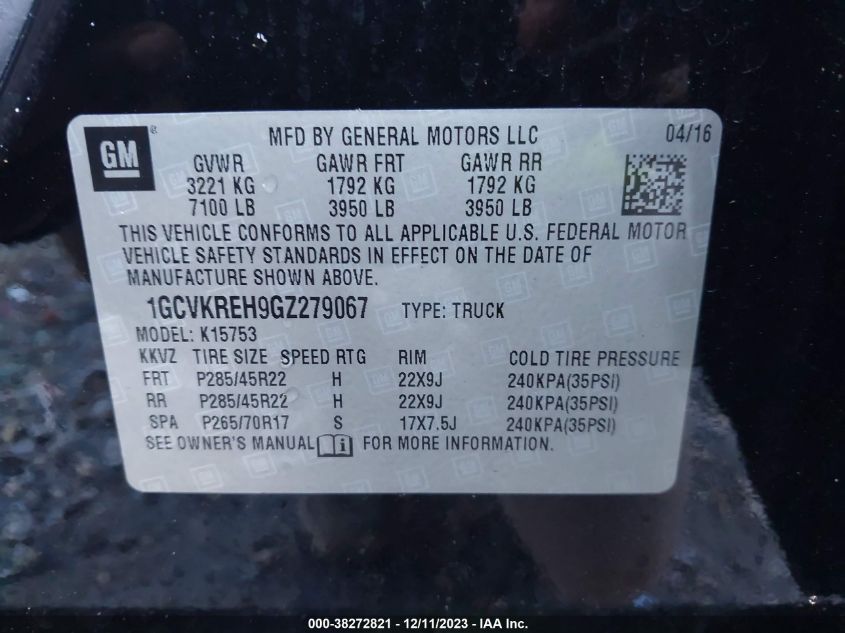 GM ® MFD BY GENERAL MOTORS LLC 04/16
GVWR GAWR FRT GAWR RR
3221 KG 1792 KG 1792 KG
7100 LB 3950 LB 3950 LB
THIS VEHICLE CONFORMS TO ALL APPLICABLE U.S. FEDERAL MOTOR
VEHICLE SAFETY STANDARDS IN EFFECT ON THE DATE OF
MANUFACTURE SHOWN ABOVE.
1GCVKREH9GZ279067 TYPE: TRUCK
MODEL: K15753
KKVZ TIRE SIZE SPEED RTG RIM COLD TIRE PRESSURE
FRT P285/45R22 H 22X9J 240KPA(35PSI)
RR P285/45R22 H 22X9J 240KPA(35PSI)
SPA P265/70R17 S 17X7.5J 240KPA(35PSI)
SEE OWNER'S MANUAL i FOR MORE INFORMATION.
000-38272821 - 12/11/2023 - IAA Inc.